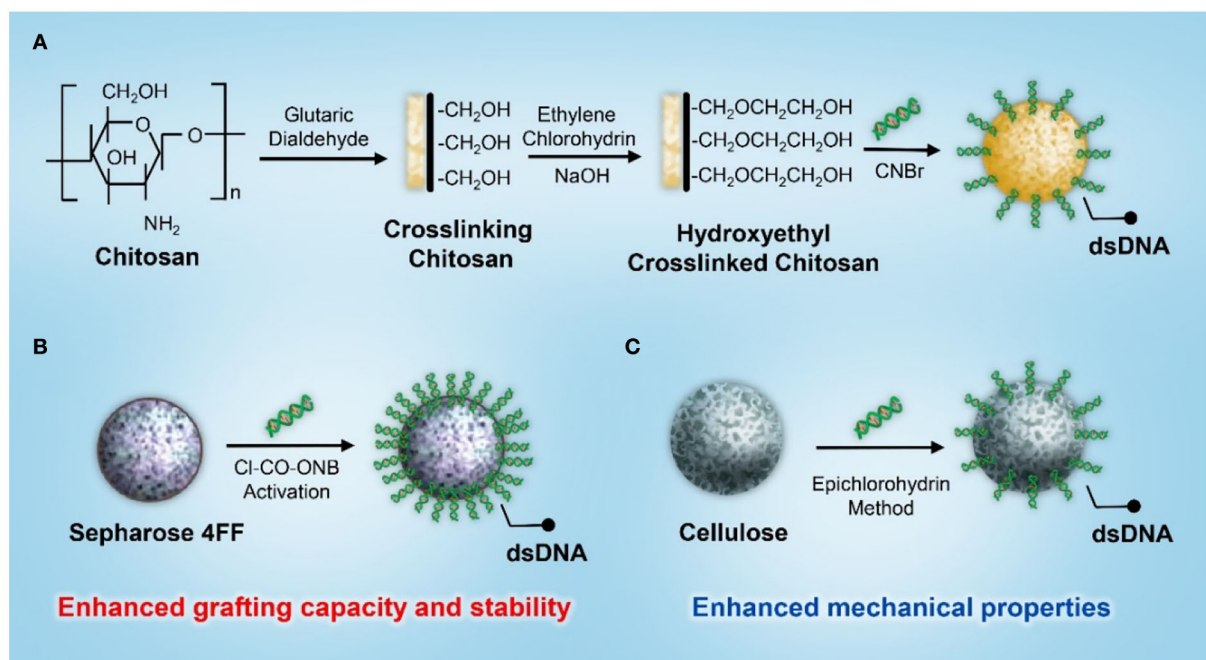 A
CH₂OH
O
O
OH
n
NH₂
Chitosan
Glutaric
Dialdehyde
-CH₂OH
-CH₂OH
-CH₂OH
Crosslinking
Chitosan
Ethylene
Chlorohydrin
NaOH
-CH₂OCH₂CH₂OH
-CH₂OCH₂CH₂OH
-CH₂OCH₂CH₂OH
Hydroxyethyl
Crosslinked Chitosan
CNBr
dsDNA
B
Sepharose 4FF
Cl-CO-ONB
Activation
dsDNA
Enhanced grafting capacity and stability
C
Cellulose
Epichlorohydrin
Method
dsDNA
Enhanced mechanical properties